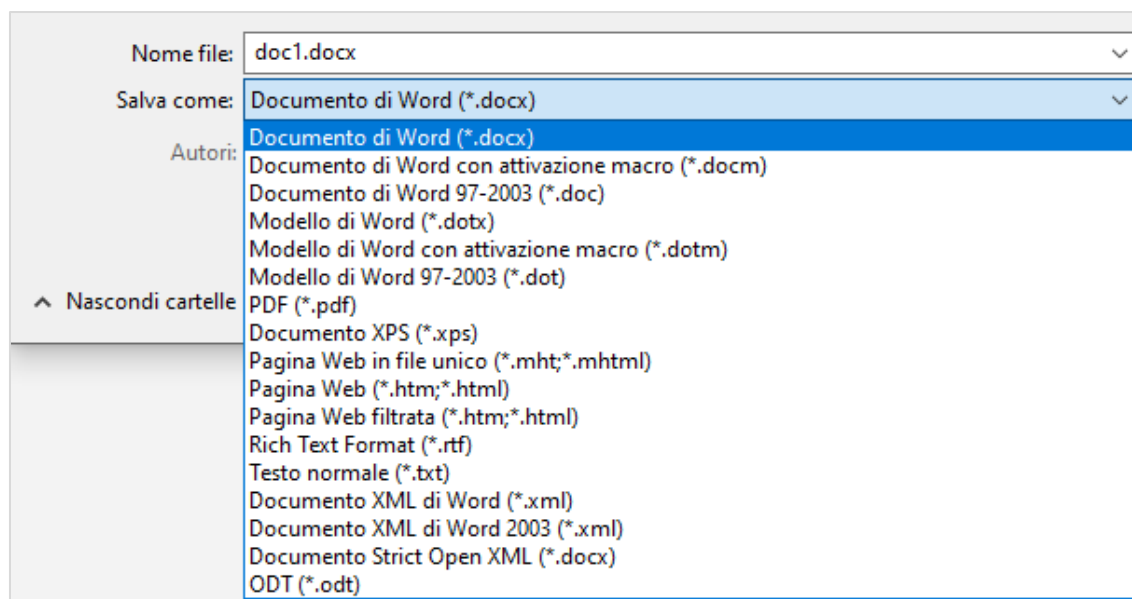 Nome file: doc1.docx
Salva come: Documento di Word (*.docx)
Autori:
Documento di Word (*.docx)
Documento di Word con attivazione macro (*.docm)
Documento di Word 97-2003 (*.doc)
Modello di Word (*.dotx)
Modello di Word con attivazione macro (*.dotm)
Modello di Word 97-2003 (*.dot)
Nascondi cartelle
PDF (*.pdf)
Documento XPS (*.xps)
Pagina Web in file unico (*.mht;*.mhtml)
Pagina Web (*.htm;*.html)
Pagina Web filtrata (*.htm;*.html)
Rich Text Format (*.rtf)
Testo normale (*.txt)
Documento XML di Word (*.xml)
Documento XML di Word 2003 (*.xml)
Documento Strict Open XML (*.docx)
ODT (*.odt)